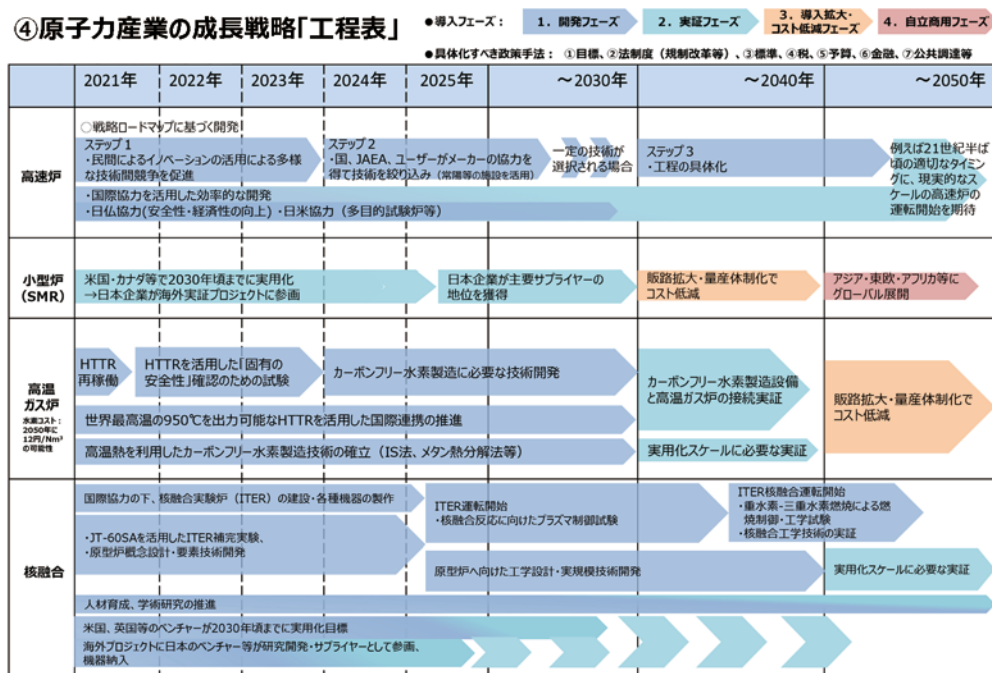 ④原子力産業の成長戦略「工程表」
●導入フェーズ：
1．開発フェーズ
2．実証フェーズ
3．導入拡大・
コスト低減フェーズ
4．自立商用フェーズ
●具体化すべき政策手法： ①目標、②法制度（規制改革等）、③標準、④税、⑤予算、⑥金融、⑦公共調達等
2021年
2022年
2023年
2024年
2025年
～2030年
～2040年
～2050年
高速炉
○戦略ロードマップに基づく開発
ステップ1
・民間によるイノベーションの活用による多様
な技術間競争を促進
ステップ2
・国、JAEA、ユーザーがメーカーの協力を
得て技術を絞り込み（常陽等の施設を活用）
一定の技術が
選択される場合
ステップ3
・工程の具体化
例えば21世紀半ば
頃の適切なタイミン
グに、現実的なス
ケールの高速炉の
運転開始を期待
・国際協力を活用した効率的な開発
・日仏協力(安全性・経済性の向上) ・日米協力（多目的試験炉等）
小型炉
（SMR）
米国・カナダ等で2030年頃までに実用化
→日本企業が海外実証プロジェクトに参画
日本企業が主要サプライヤーの
地位を獲得
販路拡大・量産体制化で
コスト低減
アジア・東欧・アフリカ等に
グローバル展開
高温
ガス炉
水素コスト：
2050年に
12円/Nm³
の可能性
HTTR
再稼働
HTTRを活用した「固有の
安全性」確認のための試験
カーボンフリー水素製造に必要な技術開発
カーボンフリー水素製造設備
と高温ガス炉の接続実証
販路拡大・量産体制化で
コスト低減
世界最高温の950℃を出力可能なHTTRを活用した国際連携の推進
高温熱を利用したカーボンフリー水素製造技術の確立（IS法、メタン熱分解法等）
実用化スケールに必要な実証
核融合
国際協力の下、核融合実験炉（ITER）の建設・各種機器の製作
ITER運転開始
・核融合反応に向けたプラズマ制御試験
ITER核融合運転開始
・重水素-三重水素燃焼による燃
焼制御・工学試験
・核融合工学技術の実証
・JT-60SAを活用したITER補完実験、
・原型炉概念設計・要素技術開発
原型炉へ向けた工学設計・実規模技術開発
実用化スケールに必要な実証
人材育成、学術研究の推進
米国、英国等のベンチャーが2030年頃までに実用化目標
海外プロジェクトに日本のベンチャー等が研究開発・サプライヤーとして参画、
機器納入